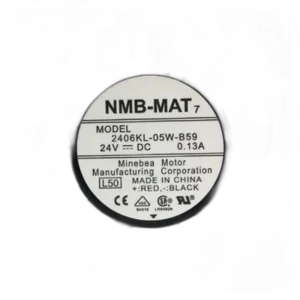 NMB-MAT7
MODEL
2406KL-05W-B59
24V ⎓ DC 0.13A
Minebea Motor
Manufacturing Corporation
L50 MADE IN CHINA
+:RED,-:BLACK
CE